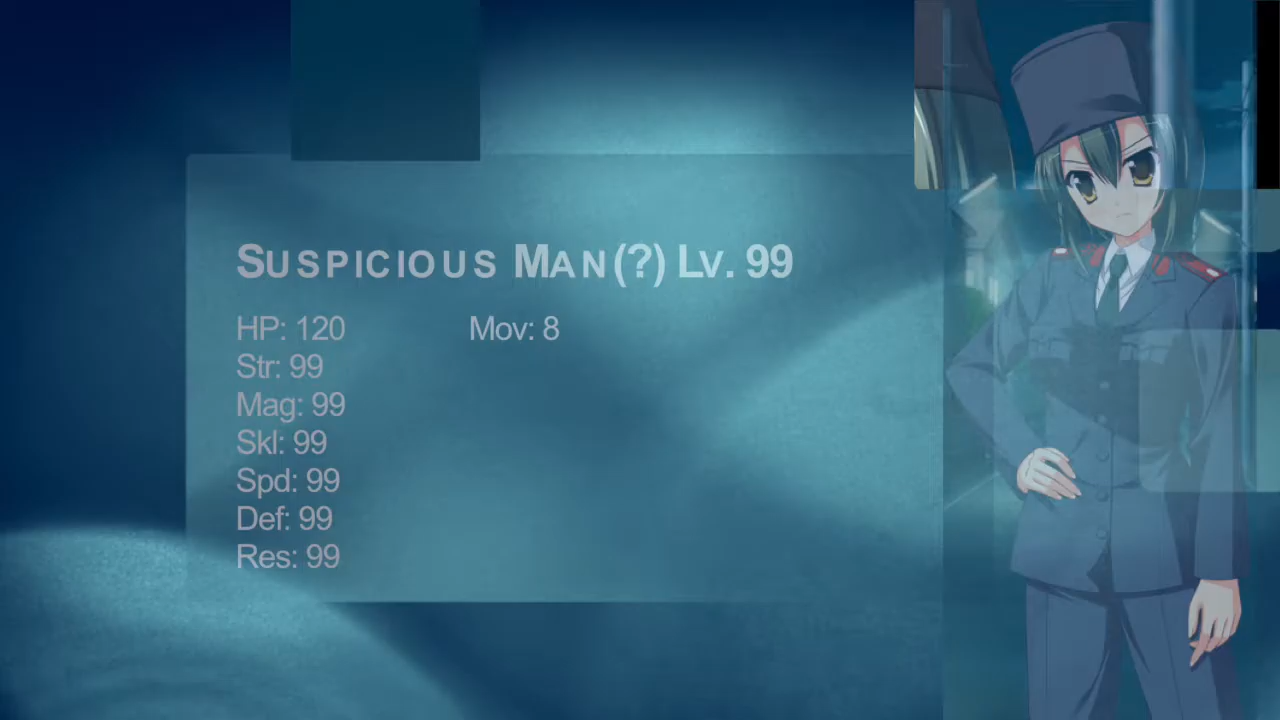 Suspicious Man(?) Lv. 99
HP: 120 Mov: 8
Str: 99
Mag: 99
Skl: 99
Spd: 99
Def: 99
Res: 99